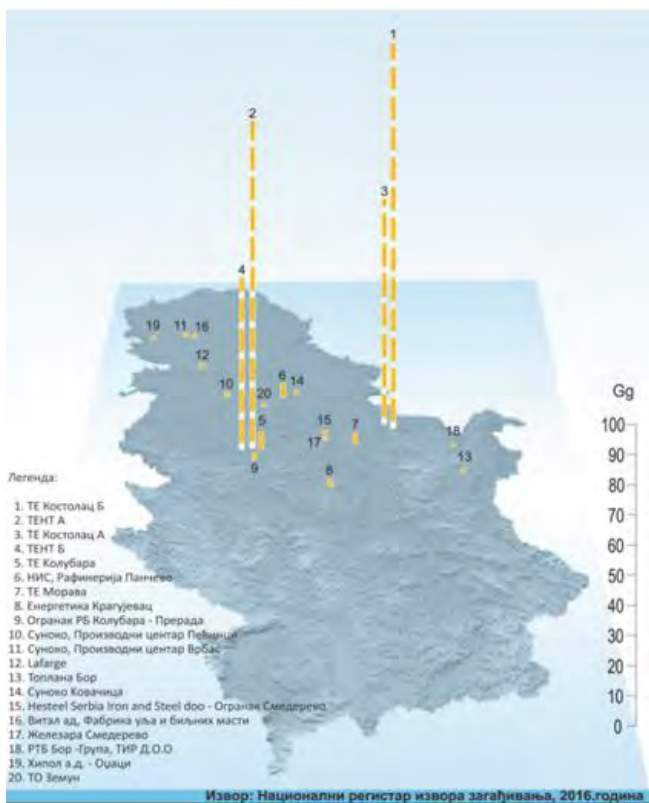 1
2
3
4
19
11
16
12
10
6
14
20
5
9
15
17
7
8
18
13
Gg
100
90
80
70
60
50
40
30
20
10
0
Легенда:
1. ТЕ Костолац Б
2. ТЕНТ А
3. ТЕ Костолац А
4. ТЕНТ Б
5. ТЕ Колубара
6. НИС, Рафинерија Панчево
7. ТЕ Морава
8. Енергетика Крагујевац
9. Огранак РБ Колубара - Прерада
10. Суноко, Производни центар Пећинци
11. Суноко, Производни центар Врбас
12. Lafarge
13. Топлана Бор
14. Суноко Ковачица
15. Hesteel Serbia Iron and Steel doo - Огранак Смедерево
16. Витал ад, Фабрика уља и биљних масти
17. Железара Смедерево
18. РТБ Бор -Група, ТИР Д.О.О
19. Хипол а.д. - Оџаци
20. ТО Земун
Извор: Национални регистар извора загађивања, 2016.година